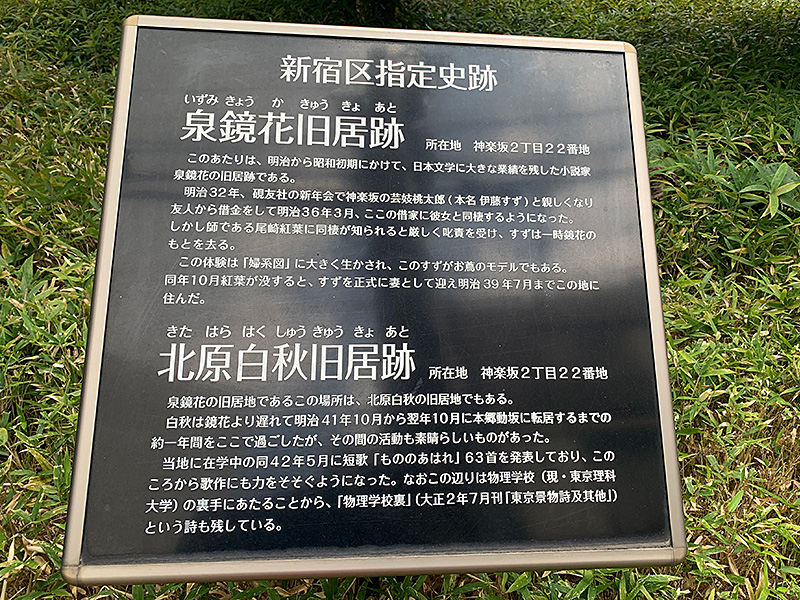 新宿区指定史跡
いずみ きょう か きゅう きょ あと
泉鏡花旧居跡 所在地 神楽坂2丁目22番地
このあたりは、明治から昭和初期にかけて、日本文学に大きな業績を残した小説家
泉鏡花の旧居跡である。
明治32年、硯友社の新年会で神楽坂の芸妓桃太郎(本名 伊藤すず)と親しくなり
友人から借金をして明治36年3月、ここの借家に彼女と同棲するようになった。
しかし師である尾崎紅葉に同棲が知られると厳しく叱責を受け、すずは一時鏡花の
もとを去る。
この体験は「婦系図」に大きく生かされ、このすずがお蔦のモデルでもある。
同年10月紅葉が没すると、すずを正式に妻として迎え明治39年7月までこの地に
住んだ。
きた はら はく しゅう きゅう きょ あと
北原白秋旧居跡 所在地 神楽坂2丁目22番地
泉鏡花の旧居地であるこの場所は、北原白秋の旧居地でもある。
白秋は鏡花より遅れて明治41年10月から翌年10月に本郷動坂に転居するまでの
約一年間をここで過ごしたが、その間の活動も素晴らしいものがあった。
当地に在学中の同42年5月に短歌「もののあはれ」63首を発表しており、この
ころから歌作にも力をそそぐようになった。なおこの辺りは物理学校(現・東京理科
大学)の裏手にあたることから、「物理学校裏」(大正2年7月刊「東京景物詩及其他」)
という詩も残している。